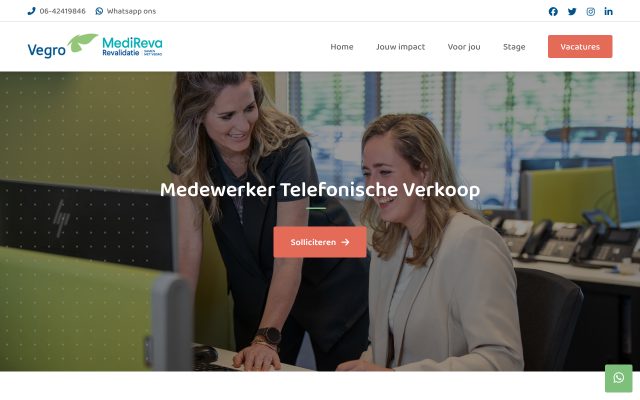 06-42419846 Whatsapp ons
Vegro MediReva
Revalidatie
Home Jouw impact Voor jou Stage Vacatures
Medewerker Telefonische Verkoop
Solliciteren